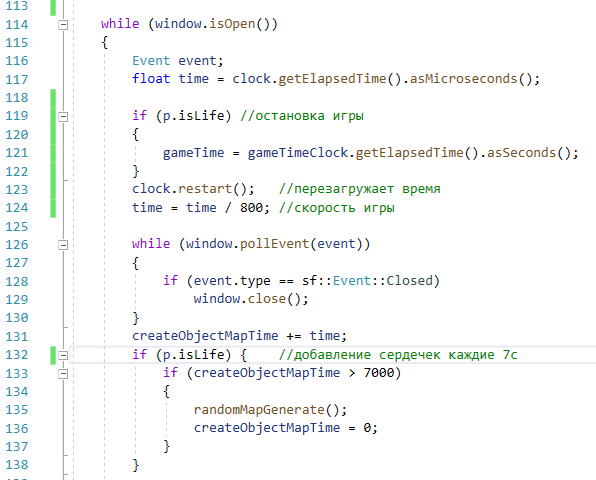 113
114 while (window.isOpen())
115 {
116 Event event;
117 float time = clock.getElapsedTime().asMicroseconds();
118
119 if (p.isLife) //остановка игры
120 {
121 gameTime = gameTimeClock.getElapsedTime().asSeconds();
122 }
123 clock.restart(); //перезагружает время
124 time = time / 800; //скорость игры
125
126 while (window.pollEvent(event))
127 {
128 if (event.type == sf::Event::Closed)
129 window.close();
130 }
131 createObjectMapTime += time;
132 if (p.isLife) { //добавление сердечек каждие 7с
133 if (createObjectMapTime > 7000)
134 {
135 randomMapGenerate();
136 createObjectMapTime = 0;
137 }
138 }